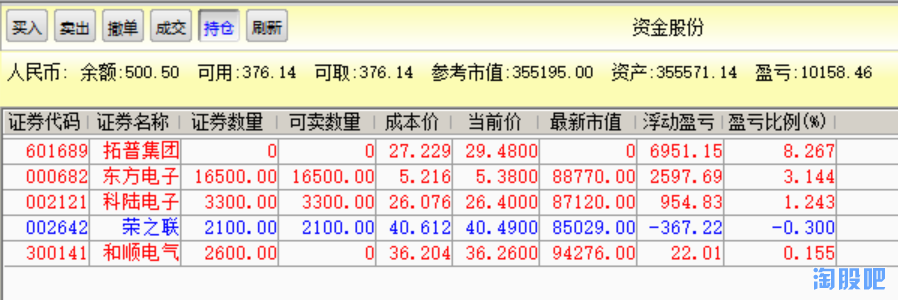 买入 卖出 撤单 成交 持仓 刷新 资金股份
人民币: 余额:500.50 可用:376.14 可取:376.14 参考市值:355195.00 资产:355571.14 盈亏:10158.46
证券代码 证券名称 证券数量 可卖数量 成本价 当前价 最新市值 浮动盈亏 盈亏比例(%)
601689 拓普集团 0 0 27.229 29.4800 0 6951.15 8.267
000682 东方电子 16500.00 16500.00 5.216 5.3800 88770.00 2597.69 3.144
002121 科陆电子 3300.00 3300.00 26.076 26.4000 87120.00 954.83 1.243
002642 荣之联 2100.00 2100.00 40.612 40.4900 85029.00 -367.22 -0.300
300141 和顺电气 2600.00 0 36.204 36.2600 94276.00 22.01 0.155
淘股吧